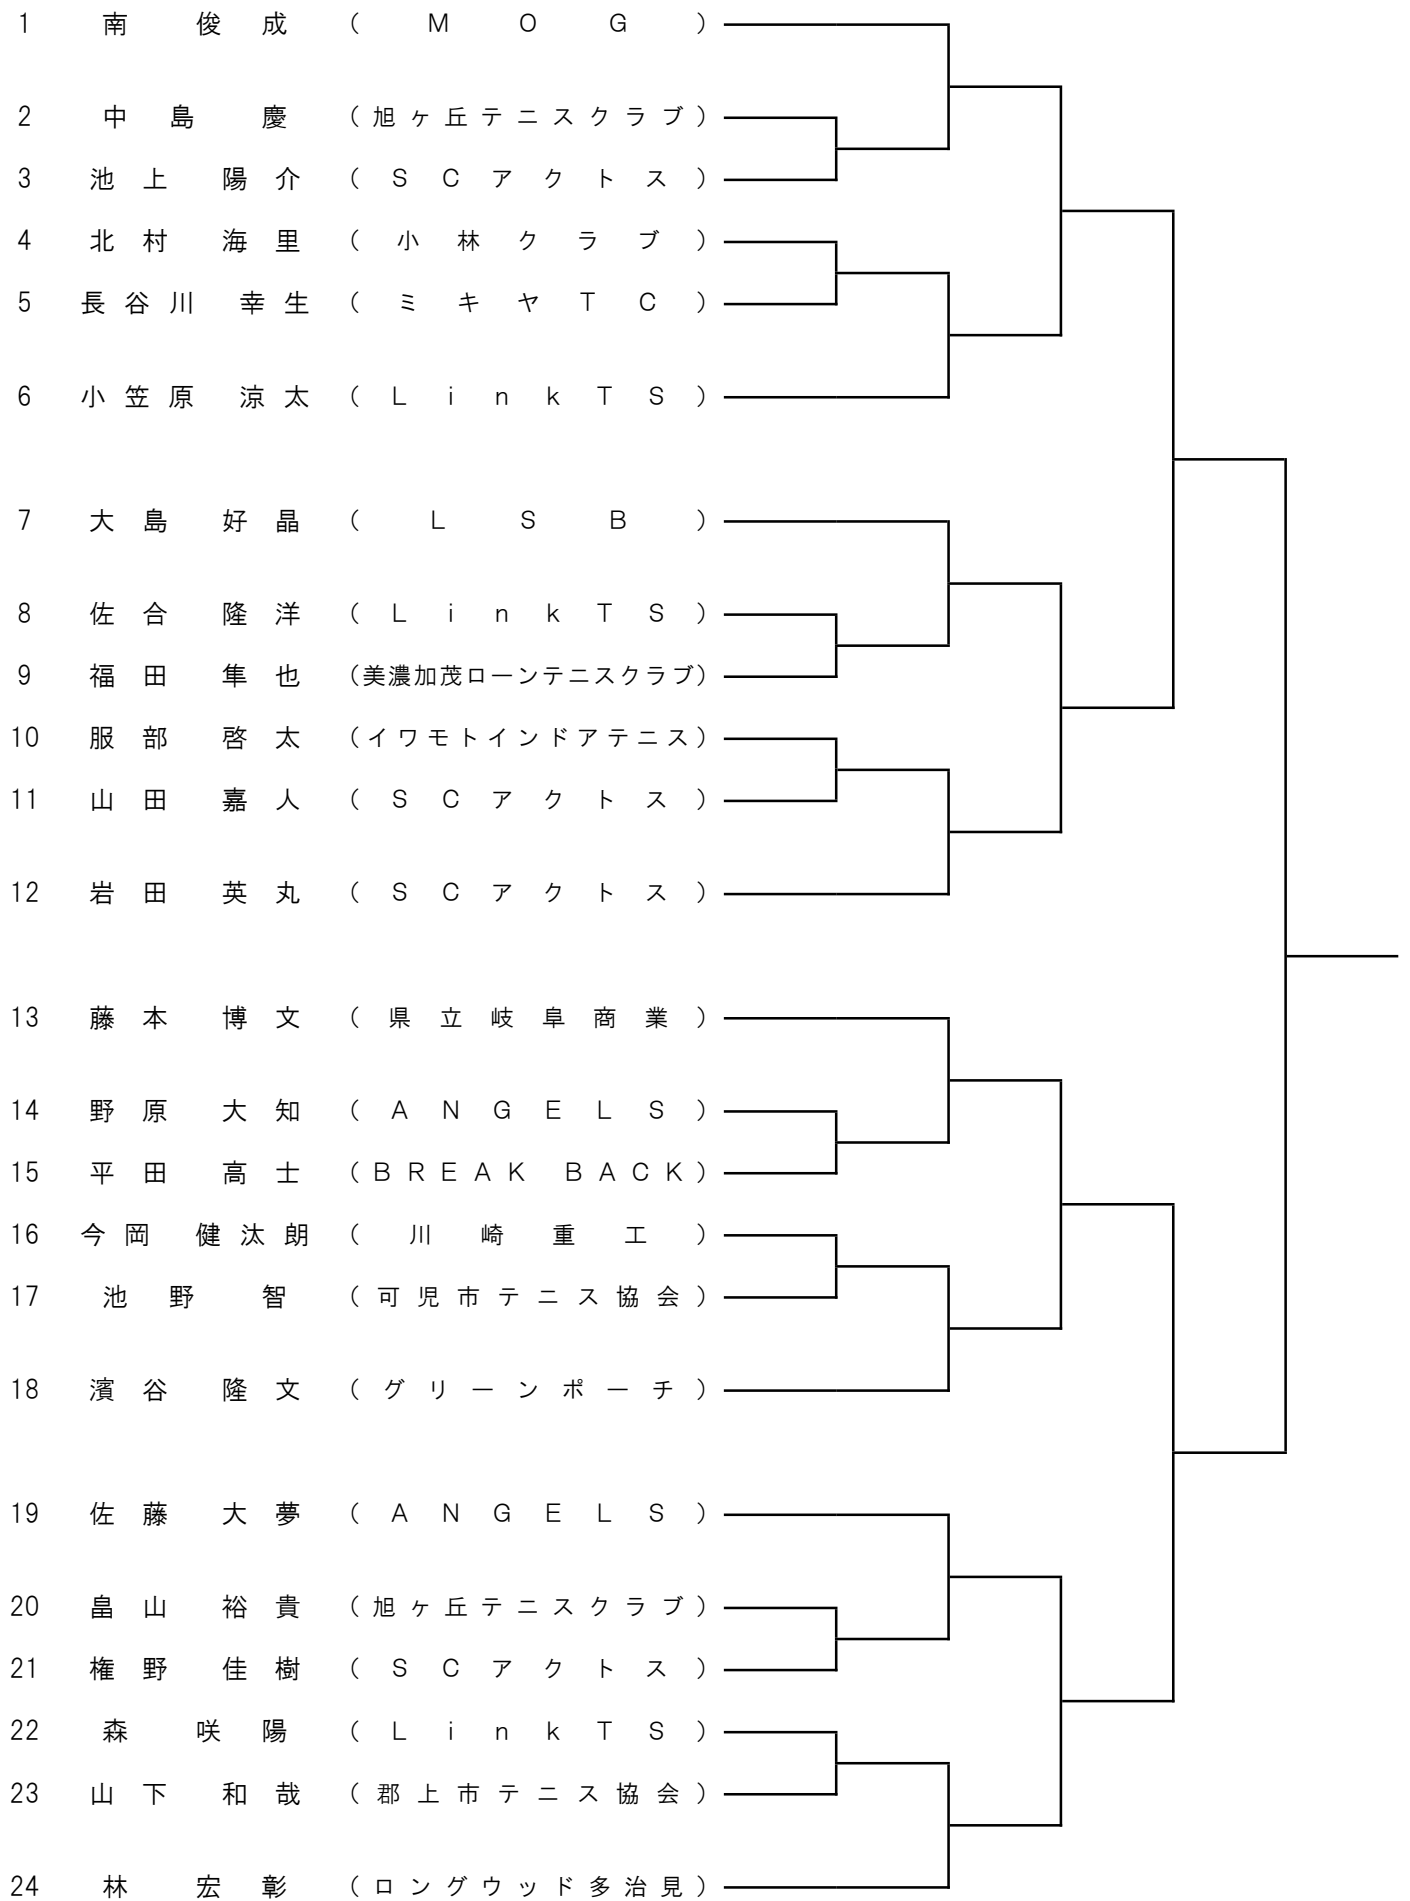 1 南 俊成 (MOG)
2 中島 慶 (旭ヶ丘テニスクラブ)
3 池上 陽介 (SCアクトス)
4 北村 海里 (小林クラブ)
5 長谷川 幸生 (ミキヤTC)
6 小笠原 涼太 (LinkTS)
7 大島 好晶 (LSB)
8 佐合 隆洋 (LinkTS)
9 福田 隼也 (美濃加茂ローンテニスクラブ)
10 服部 啓太 (イワモトインドアテニス)
11 山田 嘉人 (SCアクトス)
12 岩田 英丸 (SCアクトス)
13 藤本 博文 (県立岐阜商業)
14 野原 大知 (ANGELS)
15 平田 高士 (BREAK BACK)
16 今岡 健汰朗 (川崎重工)
17 池野 智 (可児市テニス協会)
18 濱谷 隆文 (グリーンポーチ)
19 佐藤 大夢 (ANGELS)
20 畠山 裕貴 (旭ヶ丘テニスクラブ)
21 権野 佳樹 (SCアクトス)
22 森 咲陽 (LinkTS)
23 山下 和哉 (郡上市テニス協会)
24 林 宏彰 (ロングウッド多治見)